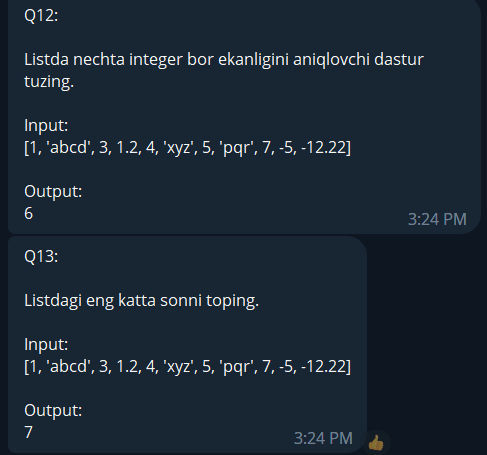 Q12:
Listda nechta integer bor ekanligini aniqlovchi dastur
tuzing.
Input:
[1, 'abcd', 3, 1.2, 4, 'xyz', 5, 'pqr', 7, -5, -12.22]
Output:
6
3:24 PM
Q13:
Listdagi eng katta sonni toping.
Input:
[1, 'abcd', 3, 1.2, 4, 'xyz', 5, 'pqr', 7, -5, -12.22]
Output:
7
3:24 PM